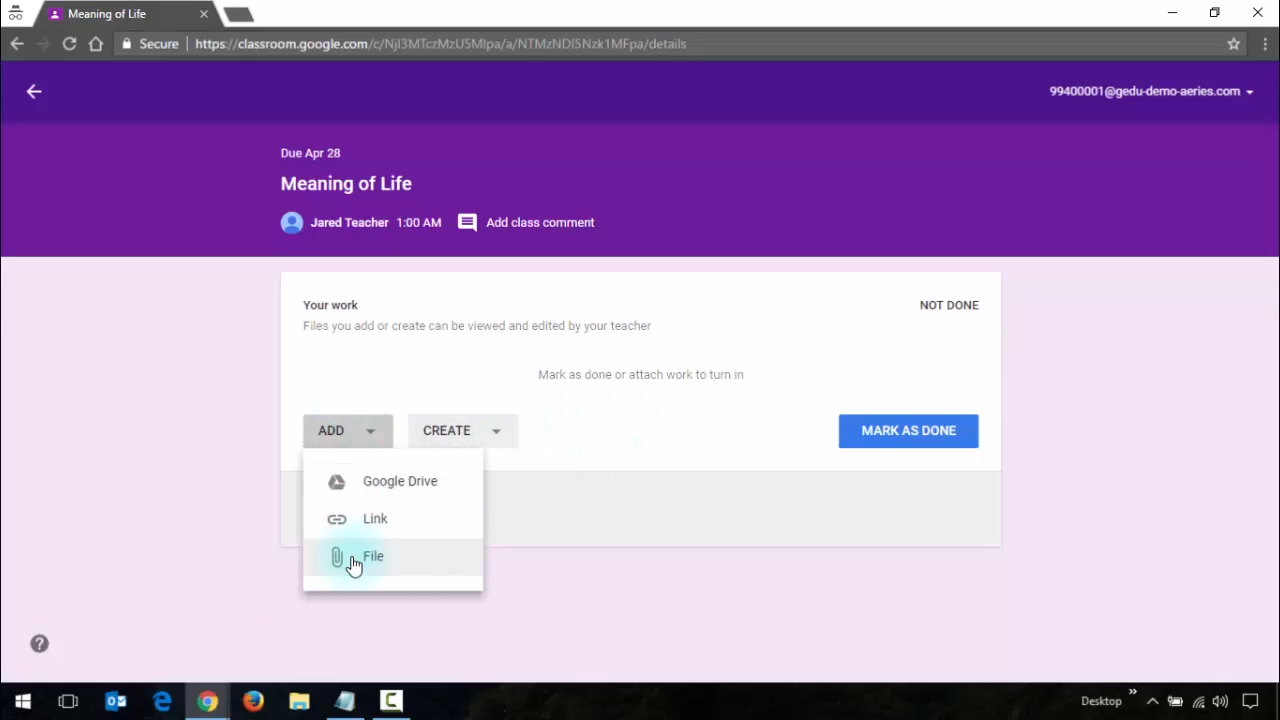 Meaning of Life
Secure https://classroom.google.com/c/NjI3MTczMzU5MIpa/a/NTMzNDI5Nzk1MFpa/details
99400001@gedu-demo-aeries.com
Due Apr 28
Meaning of Life
Jared Teacher 1:00 AM Add class comment
Your work NOT DONE
Files you add or create can be viewed and edited by your teacher
Mark as done or attach work to turn in
ADD CREATE MARK AS DONE
Google Drive
Link
File
Desktop